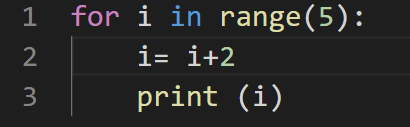 1 for i in range(5):
2     i= i+2
3     print (i)